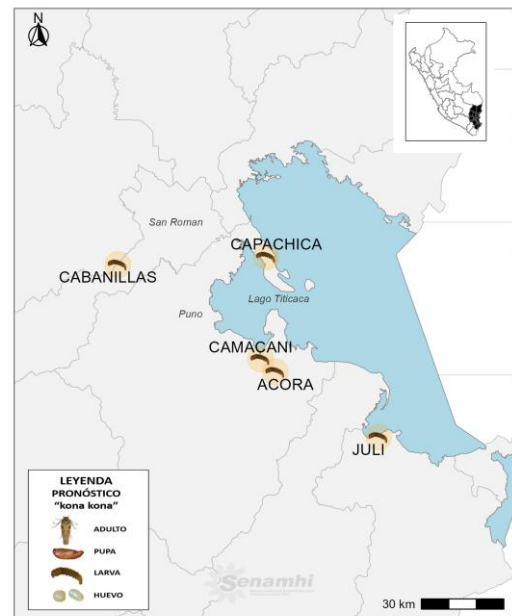 N
San Roman
CAPACHICA
CABANILLAS
Lago Titicaca
Puno
CAMACANI
ACORA
JULI
LEYENDA
PRONÓSTICO
"kona kona"
ADULTO
PUPA
LARVA
HUEVO
Senamhi
30 km